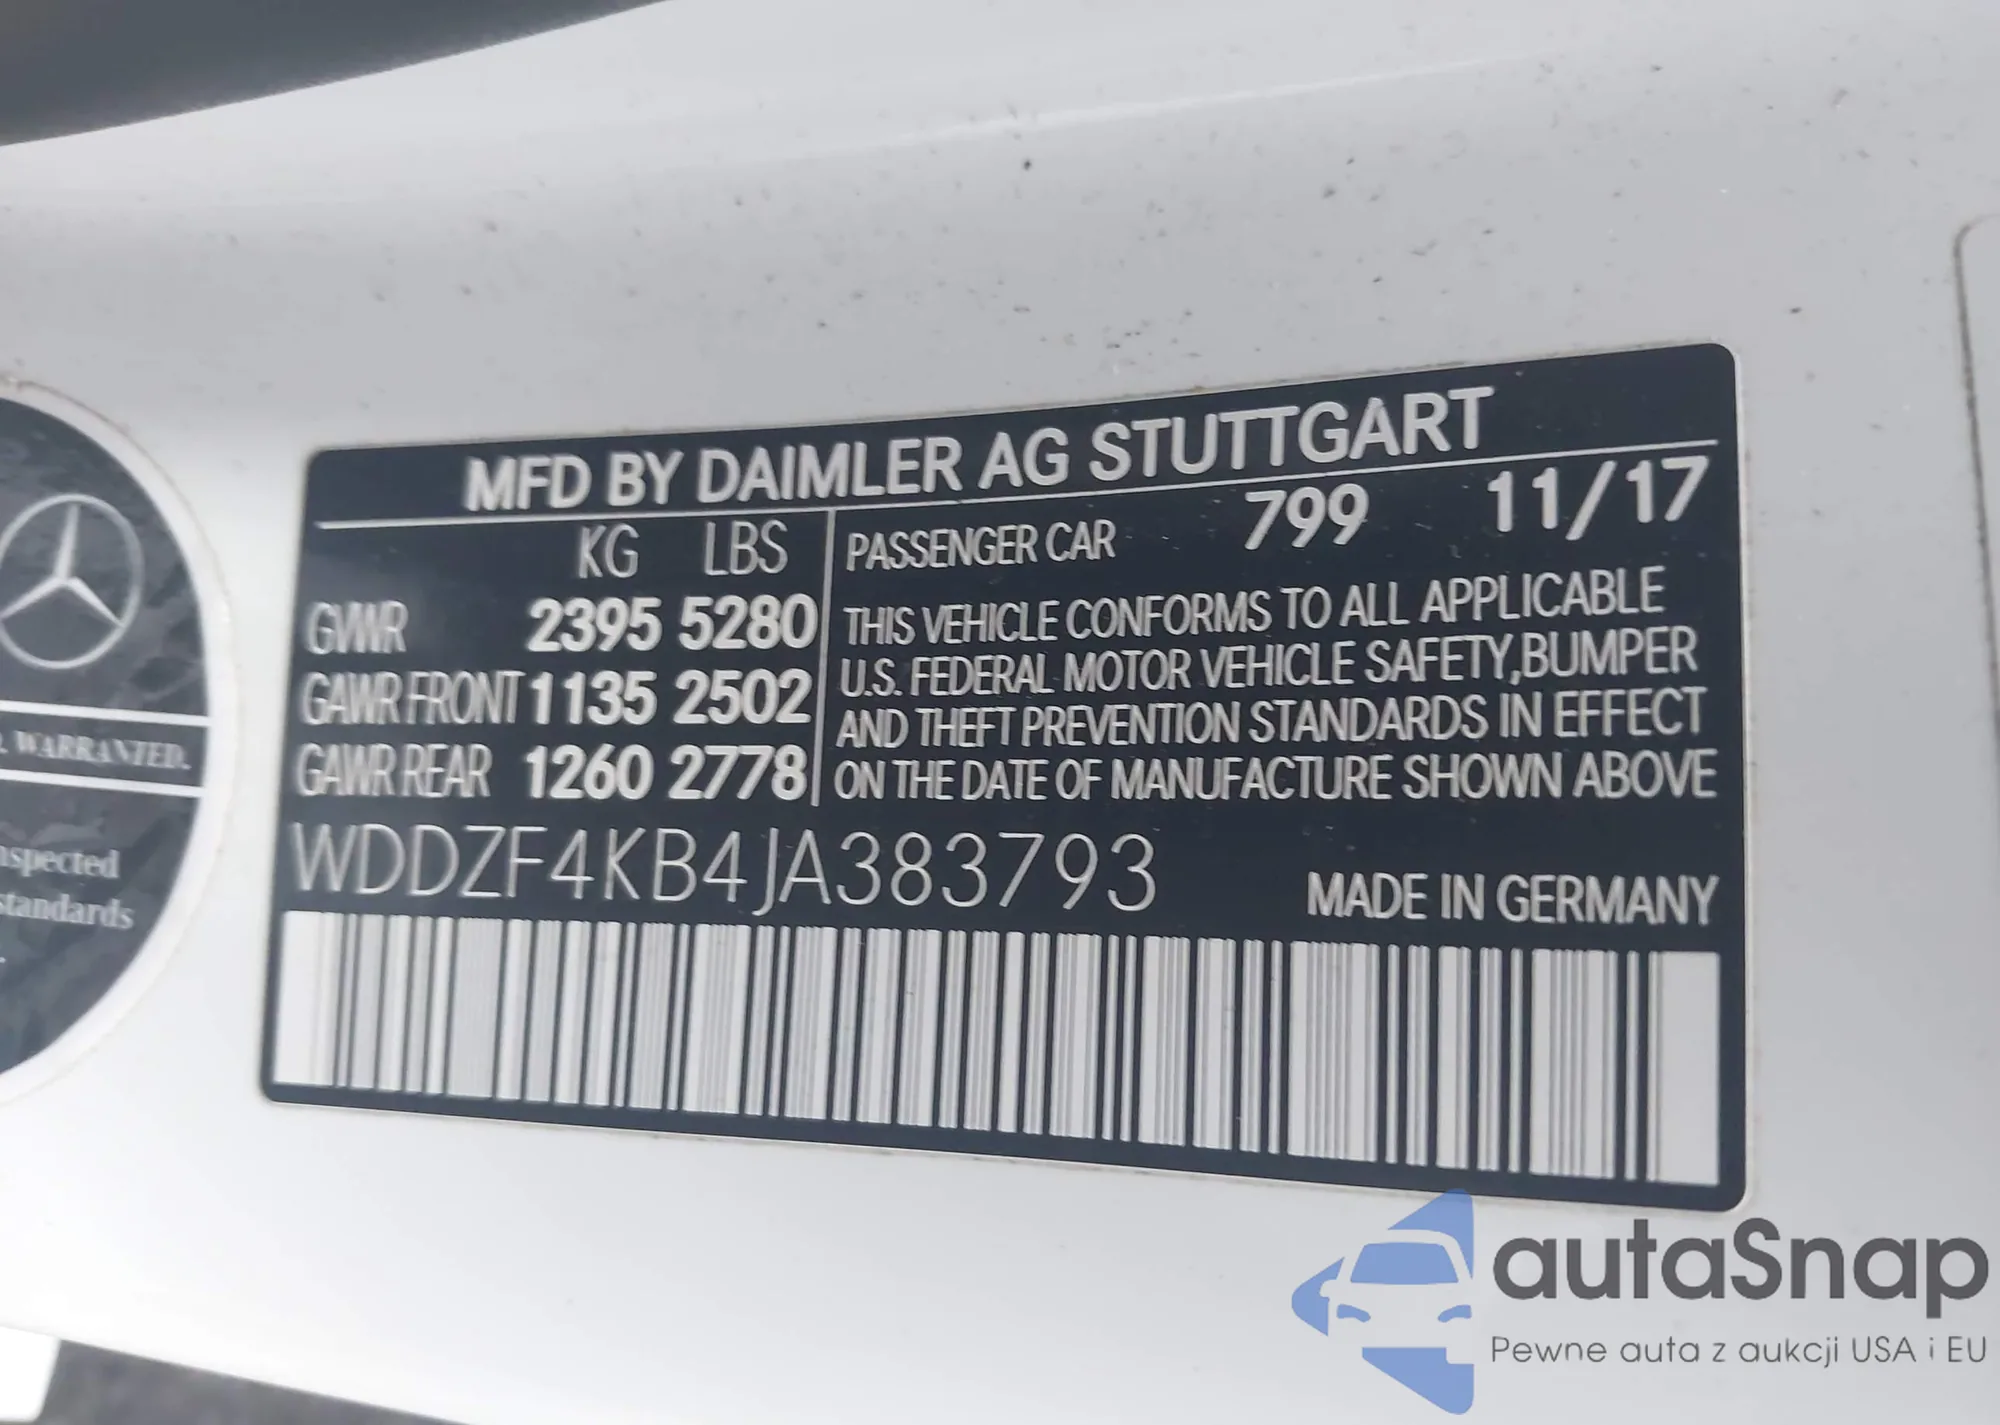 MFD BY DAIMLER AG STUTTGART
KG LBS
PASSENGER CAR 799 11/17
GVWR 2395 5280
GAWR FRONT 1135 2502
GAWR REAR 1260 2778
THIS VEHICLE CONFORMS TO ALL APPLICABLE
U.S. FEDERAL MOTOR VEHICLE SAFETY, BUMPER
AND THEFT PREVENTION STANDARDS IN EFFECT
ON THE DATE OF MANUFACTURE SHOWN ABOVE
WDDZF4KB4JA383793
MADE IN GERMANY
WARRANTED.
standards
autaSnap
Pewne auta z aukcji USA i EU